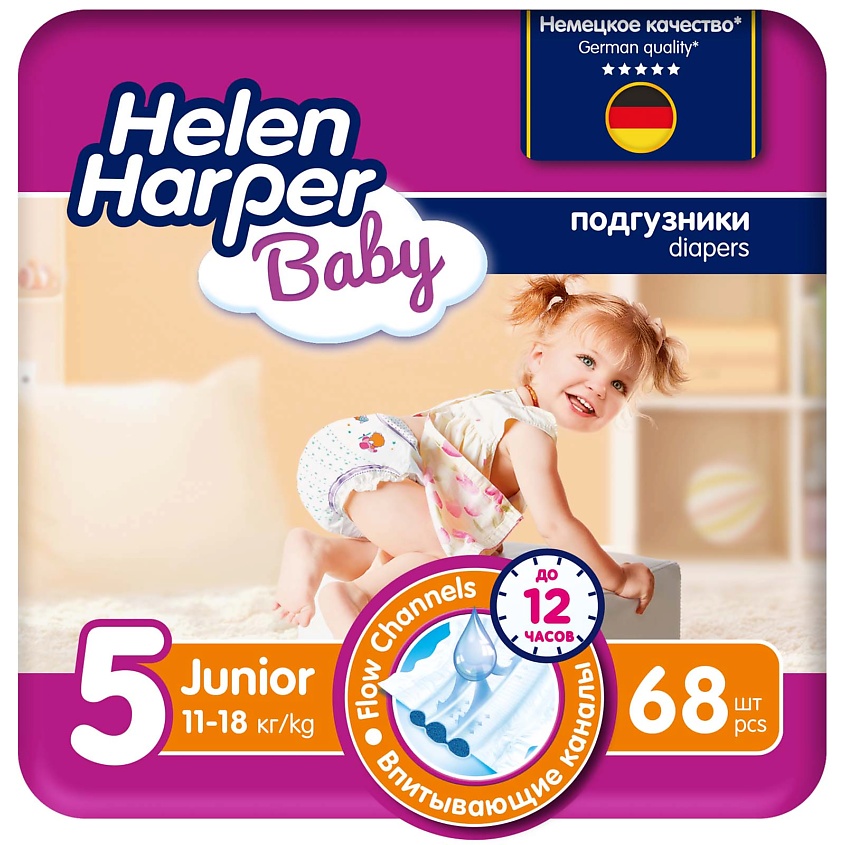 Немецкое качество*
German quality*
Helen
Harper
Baby
подгузники
diapers
до
12
часов
Flow Channels
• Впитывающие каналы •
5
Junior
11-18 кг/kg
68
шт
pcs